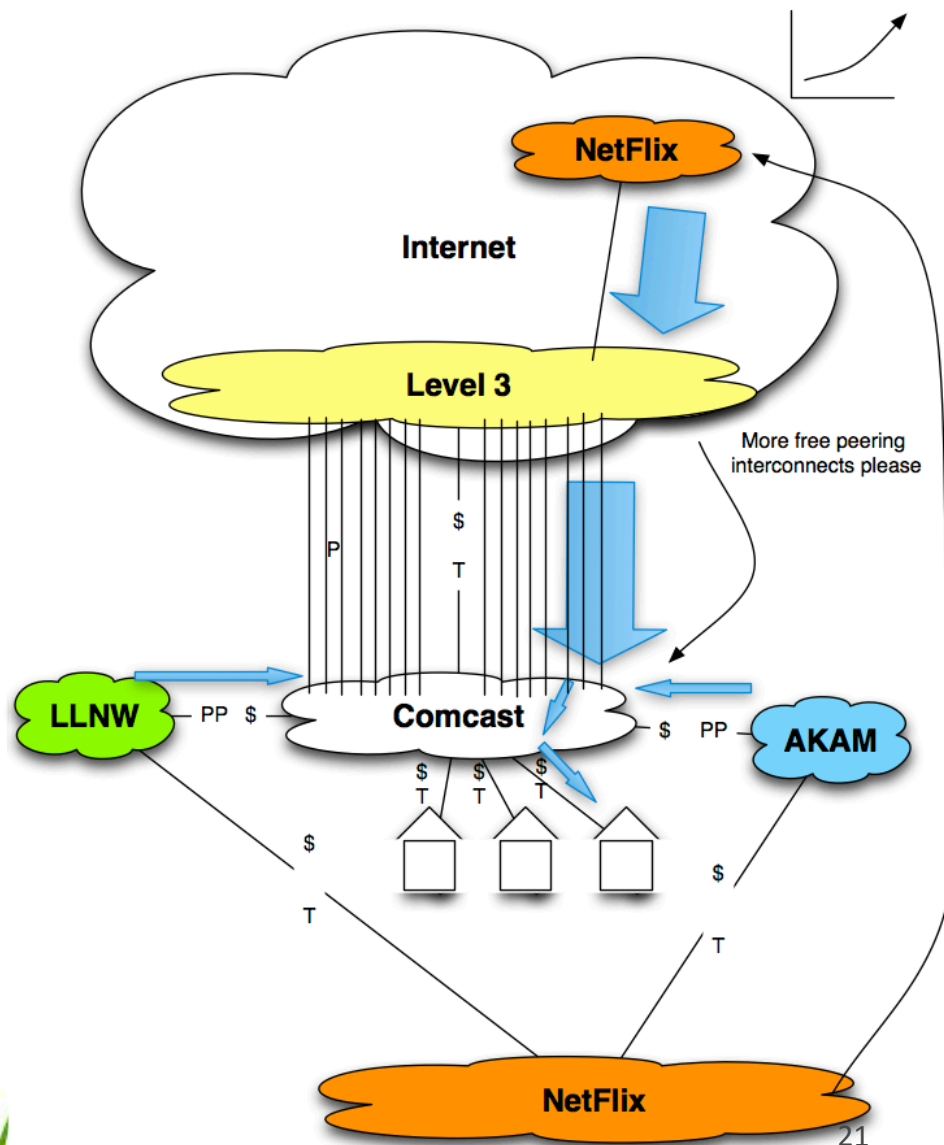 NetFlix
Internet
Level 3
More free peering
interconnects please
$
P
T
LLNW
PP $
Comcast
$ PP
AKAM
$ $ $
T T T
$
$
T
T
NetFlix
21